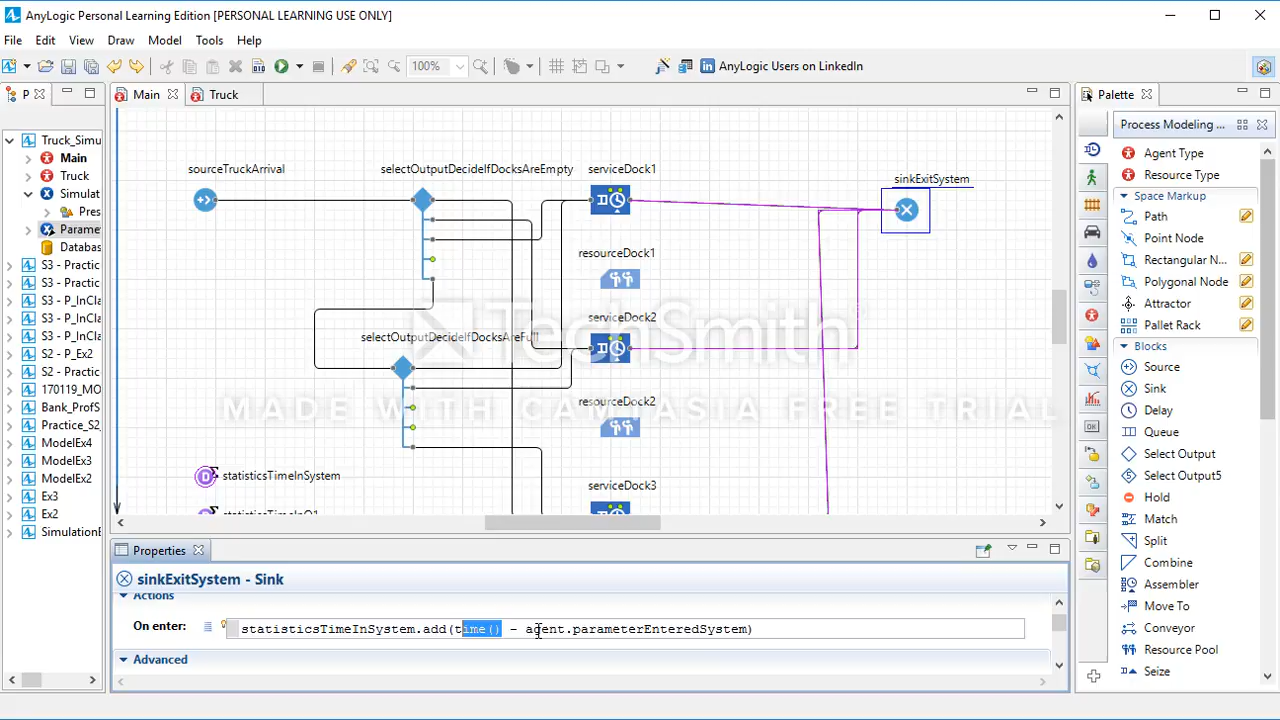 AnyLogic Personal Learning Edition [PERSONAL LEARNING USE ONLY]
File Edit View Draw Model Tools Help
100% AnyLogic Users on LinkedIn
P Main Truck Palette
Truck_Simu
Main
Truck
Simulat
Pres
Parame
Databas
S3 - Practic
S3 - Practic
S3 - P_InCla
S3 - P_InCla
S3 - P_InCla
S2 - P_Ex2
S2 - Practic
170119_MO
Bank_ProfS
Practice_S2
ModelEx4
ModelEx3
ModelEx2
Ex3
Ex2
SimulationE
sourceTruckArrival
selectOutputDecideIfDocksAreEmpty
serviceDock1
sinkExitSystem
resourceDock1
serviceDock2
selectOutputDecideIfDocksAreFull
resourceDock2
statisticsTimeInSystem
statisticsTimeInQ1
serviceDock3
TechSmith®
MADE WITH CAMTASIA FREE TRIAL
Process Modeling ...
Agent Type
Resource Type
Space Markup
Path
Point Node
Rectangular N...
Polygonal Node
Attractor
Pallet Rack
Blocks
Source
Sink
Delay
Queue
Select Output
Select Output5
Hold
Match
Split
Combine
Assembler
Move To
Conveyor
Resource Pool
Seize
Properties
sinkExitSystem - Sink
Actions
On enter: statisticsTimeInSystem.add(time() - agent.parameterEnteredSystem)
Advanced